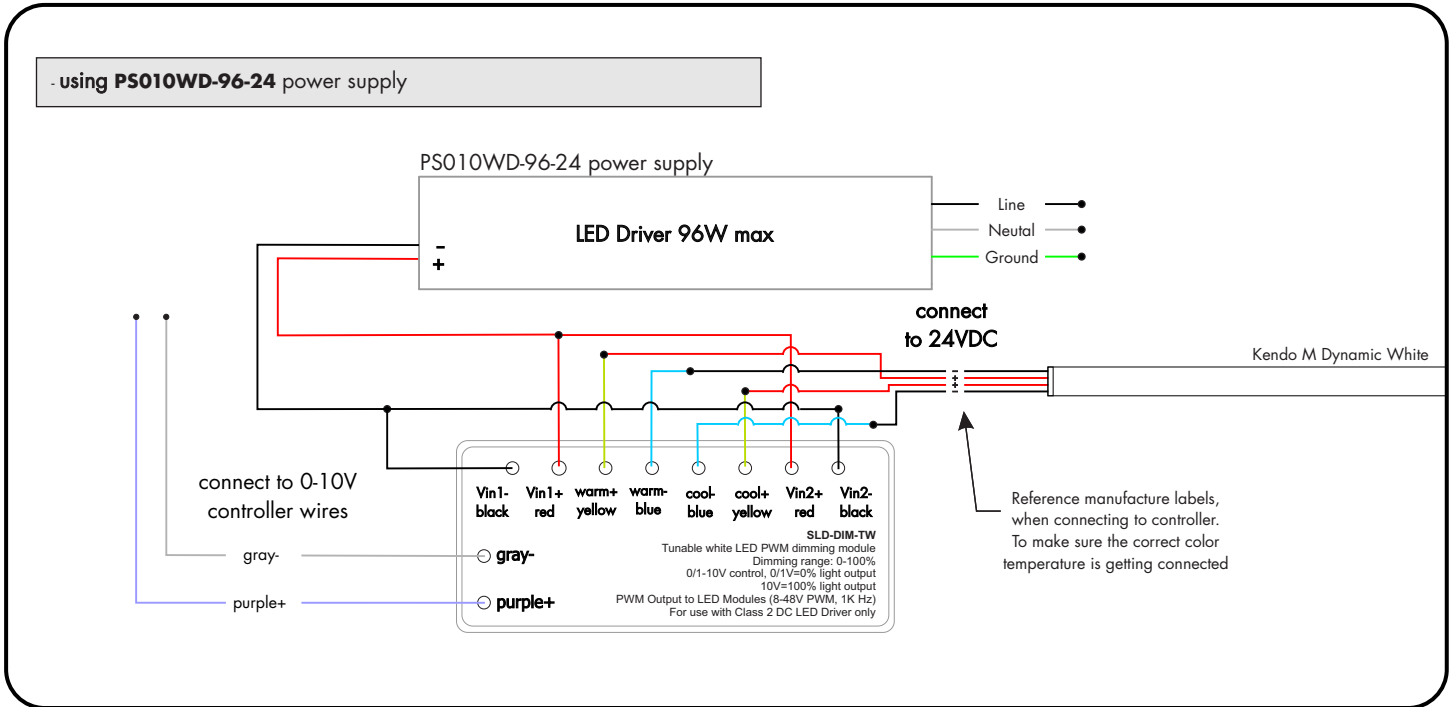 - using PS010WD-96-24 power supply
PS010WD-96-24 power supply
LED Driver 96W max
-
+
Line
Neutal
Ground
connect
to 24VDC
-
+
+
-
Kendo M Dynamic White
connect to 0-10V
controller wires
gray-
purple+
Vin1-
black
Vin1+
red
warm+
yellow
warm-
blue
cool-
blue
cool+
yellow
Vin2+
red
Vin2-
black
gray-
purple+
SLD-DIM-TW
Tunable white LED PWM dimming module
Dimming range: 0-100%
0/1-10V control, 0/1V=0% light output
10V=100% light output
PWM Output to LED Modules (8-48V PWM, 1K Hz)
For use with Class 2 DC LED Driver only
Reference manufacture labels,
when connecting to controller.
To make sure the correct color
temperature is getting connected